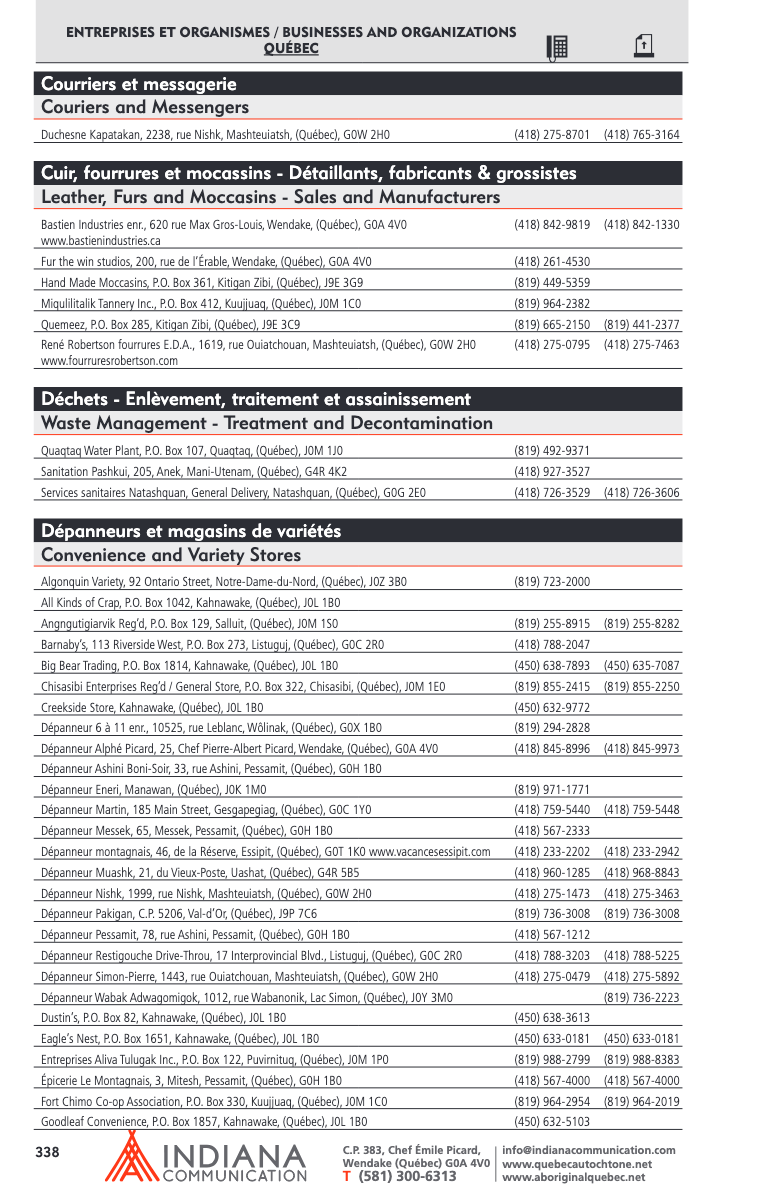 ENTREPRISES ET ORGANISMES / BUSINESSES AND ORGANIZATIONS
QUÉBEC
Courriers et messagerie
Couriers and Messengers
Duchesne Kapatakan, 2238, rue Nishk, Mashteuiatsh, (Québec), G0W 2H0 (418) 275-8701 (418) 765-3164
Cuir, fourrures et mocassins - Détaillants, fabricants & grossistes
Leather, Furs and Moccasins - Sales and Manufacturers
Bastien Industries enr., 620 rue Max Gros-Louis, Wendake, (Québec), G0A 4V0 (418) 842-9819 (418) 842-1330
www.bastienindustries.ca
Fur the win studios, 200, rue de l'Érable, Wendake, (Québec), G0A 4V0 (418) 261-4530
Hand Made Moccasins, P.O. Box 361, Kitigan Zibi, (Québec), J9E 3G9 (819) 449-5359
Miqulilitalik Tannery Inc., P.O. Box 412, Kuujjuaq, (Québec), J0M 1C0 (819) 964-2382
Quemeez, P.O. Box 285, Kitigan Zibi, (Québec), J9E 3C9 (819) 665-2150 (819) 441-2377
René Robertson fourrures E.D.A., 1619, rue Ouiatchouan, Mashteuiatsh, (Québec), G0W 2H0 (418) 275-0795 (418) 275-7463
www.fourruresrobertson.com
Déchets - Enlèvement, traitement et assainissement
Waste Management - Treatment and Decontamination
Quaqtaq Water Plant, P.O. Box 107, Quaqtaq, (Québec), J0M 1J0 (819) 492-9371
Sanitation Pashkui, 205, Anek, Mani-Utenam, (Québec), G4R 4K2 (418) 927-3527
Services sanitaires Natashquan, General Delivery, Natashquan, (Québec), G0G 2E0 (418) 726-3529 (418) 726-3606
Dépanneurs et magasins de variétés
Convenience and Variety Stores
Algonquin Variety, 92 Ontario Street, Notre-Dame-du-Nord, (Québec), J0Z 3B0 (819) 723-2000
All Kinds of Crap, P.O. Box 1042, Kahnawake, (Québec), J0L 1B0
Angngutigiarvik Reg'd, P.O. Box 129, Salluit, (Québec), J0M 1S0 (819) 255-8915 (819) 255-8282
Barnaby's, 113 Riverside West, P.O. Box 273, Listuguj, (Québec), G0C 2R0 (418) 788-2047
Big Bear Trading, P.O. Box 1814, Kahnawake, (Québec), J0L 1B0 (450) 638-7893 (450) 635-7087
Chisasibi Enterprises Reg'd / General Store, P.O. Box 322, Chisasibi, (Québec), J0M 1E0 (819) 855-2415 (819) 855-2250
Creekside Store, Kahnawake, (Québec), J0L 1B0 (450) 632-9772
Dépanneur 6 à 11 enr., 10525, rue Leblanc, Wôlinak, (Québec), G0X 1B0 (819) 294-2828
Dépanneur Alphé Picard, 25, Chef Pierre-Albert Picard, Wendake, (Québec), G0A 4V0 (418) 845-8996 (418) 845-9973
Dépanneur Ashini Boni-Soir, 33, rue Ashini, Pessamit, (Québec), G0H 1B0
Dépanneur Eneri, Manawan, (Québec), J0K 1M0 (819) 971-1771
Dépanneur Martin, 185 Main Street, Gesgapegiag, (Québec), G0C 1Y0 (418) 759-5440 (418) 759-5448
Dépanneur Messek, 65, Messek, Pessamit, (Québec), G0H 1B0 (418) 567-2333
Dépanneur montagnais, 46, de la Réserve, Essipit, (Québec), G0T 1K0 www.vacancesessipit.com (418) 233-2202 (418) 233-2942
Dépanneur Muashk, 21, du Vieux-Poste, Uashat, (Québec), G4R 5B5 (418) 960-1285 (418) 968-8843
Dépanneur Nishk, 1999, rue Nishk, Mashteuiatsh, (Québec), G0W 2H0 (418) 275-1473 (418) 275-3463
Dépanneur Pakigan, C.P. 5206, Val-d'Or, (Québec), J9P 7C6 (819) 736-3008 (819) 736-3008
Dépanneur Pessamit, 78, rue Ashini, Pessamit, (Québec), G0H 1B0 (418) 567-1212
Dépanneur Restigouche Drive-Throu, 17 Interprovincial Blvd., Listuguj, (Québec), G0C 2R0 (418) 788-3203 (418) 788-5225
Dépanneur Simon-Pierre, 1443, rue Ouiatchouan, Mashteuiatsh, (Québec), G0W 2H0 (418) 275-0479 (418) 275-5892
Dépanneur Wabak Adwagomigok, 1012, rue Wabanonik, Lac Simon, (Québec), J0Y 3M0 (819) 736-2223
Dustin's, P.O. Box 82, Kahnawake, (Québec), J0L 1B0 (450) 638-3613
Eagle's Nest, P.O. Box 1651, Kahnawake, (Québec), J0L 1B0 (450) 633-0181 (450) 633-0181
Entreprises Aliva Tulugak Inc., P.O. Box 122, Puvirnituq, (Québec), J0M 1P0 (819) 988-2799 (819) 988-8383
Épicerie Le Montagnais, 3, Mitesh, Pessamit, (Québec), G0H 1B0 (418) 567-4000 (418) 567-4000
Fort Chimo Co-op Association, P.O. Box 330, Kuujjuaq, (Québec), J0M 1C0 (819) 964-2954 (819) 964-2019
Goodleaf Convenience, P.O. Box 1857, Kahnawake, (Québec), J0L 1B0 (450) 632-5103
338
INDIANA
COMMUNICATION
C.P. 383, Chef Émile Picard,
Wendake (Québec) G0A 4V0
T (581) 300-6313
info@indianacommunication.com
www.quebecautochtone.net
www.aboriginalquebec.net